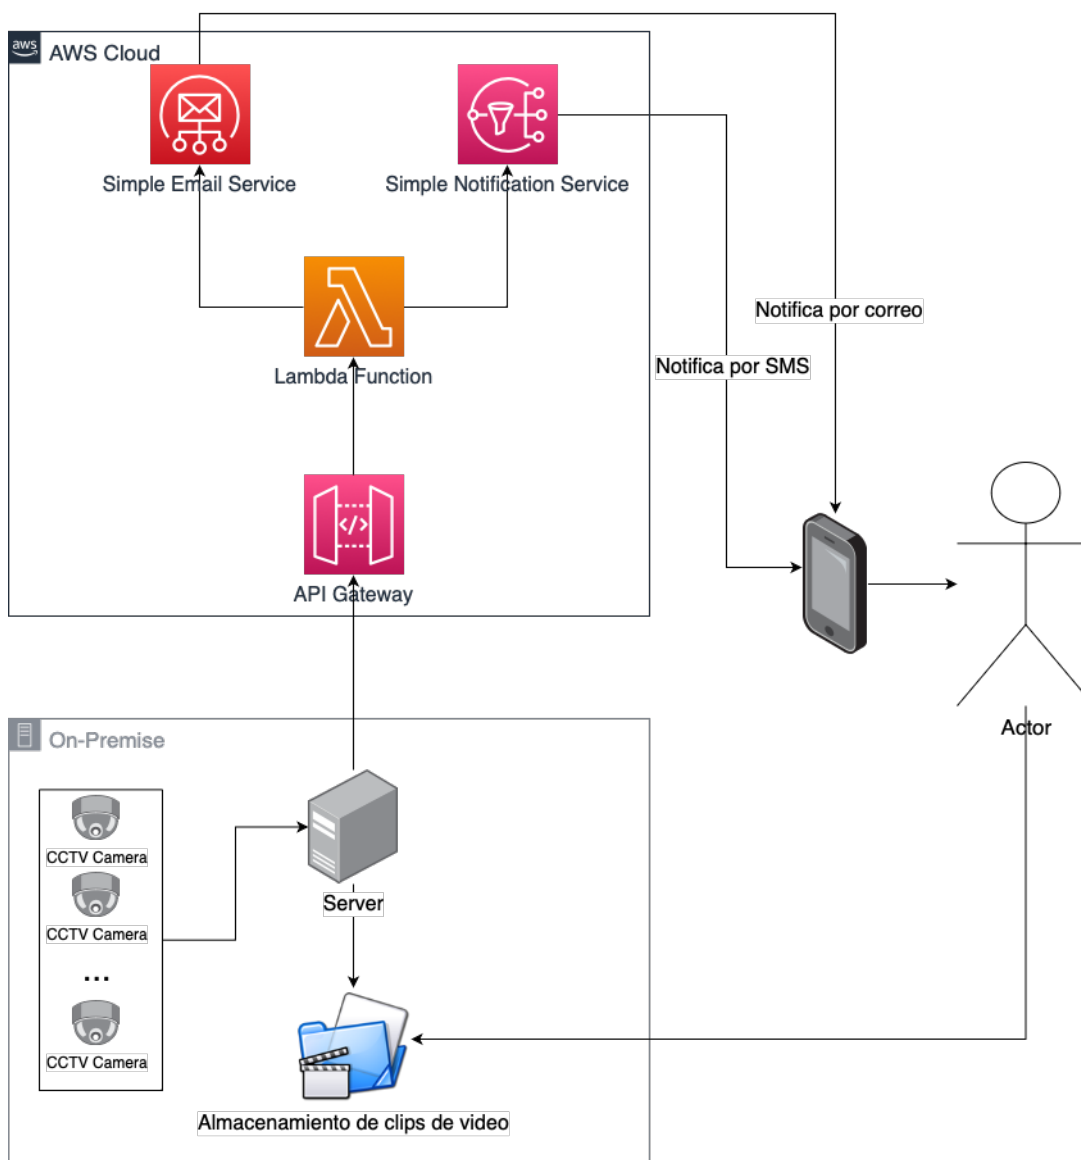 aws
AWS Cloud
Simple Email Service
Simple Notification Service
Lambda Function
Notifica por correo
Notifica por SMS
</>
API Gateway
Actor
On-Premise
CCTV Camera
Server
CCTV Camera
...
CCTV Camera
Almacenamiento de clips de video